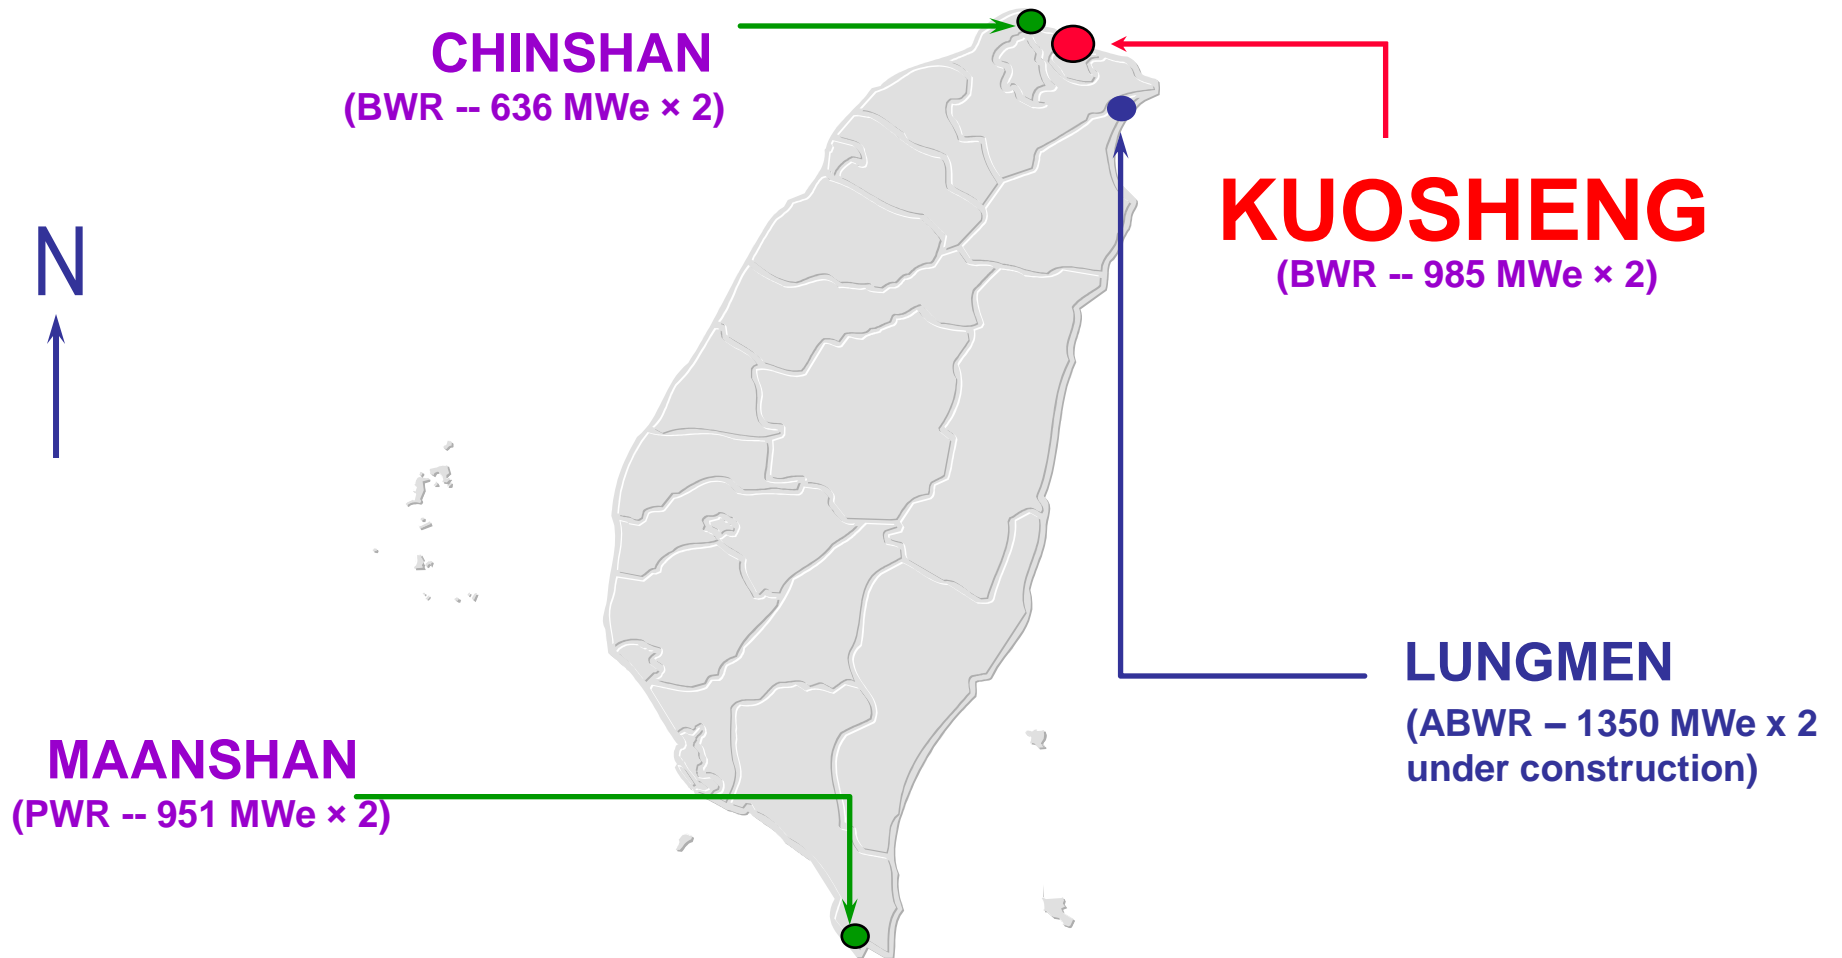 CHINSHAN
(BWR -- 636 MWe × 2)
KUOSHENG
(BWR -- 985 MWe × 2)
N
LUNGMEN
(ABWR – 1350 MWe x 2
under construction)
MAANSHAN
(PWR -- 951 MWe × 2)